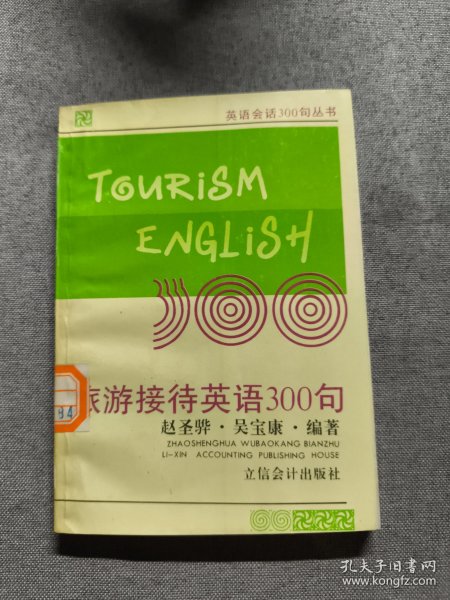 英语会话300句丛书
TOURiSM
ENGLiSH
300
旅游接待英语300句
赵圣骅·吴宝康·编著
ZHAOSHENGHUA WUBAOKANG BIANZHU
LI-XIN ACCOUNTING PUBLISHING HOUSE
立信会计出版社
94
孔夫子旧书网
www.kongfz.com